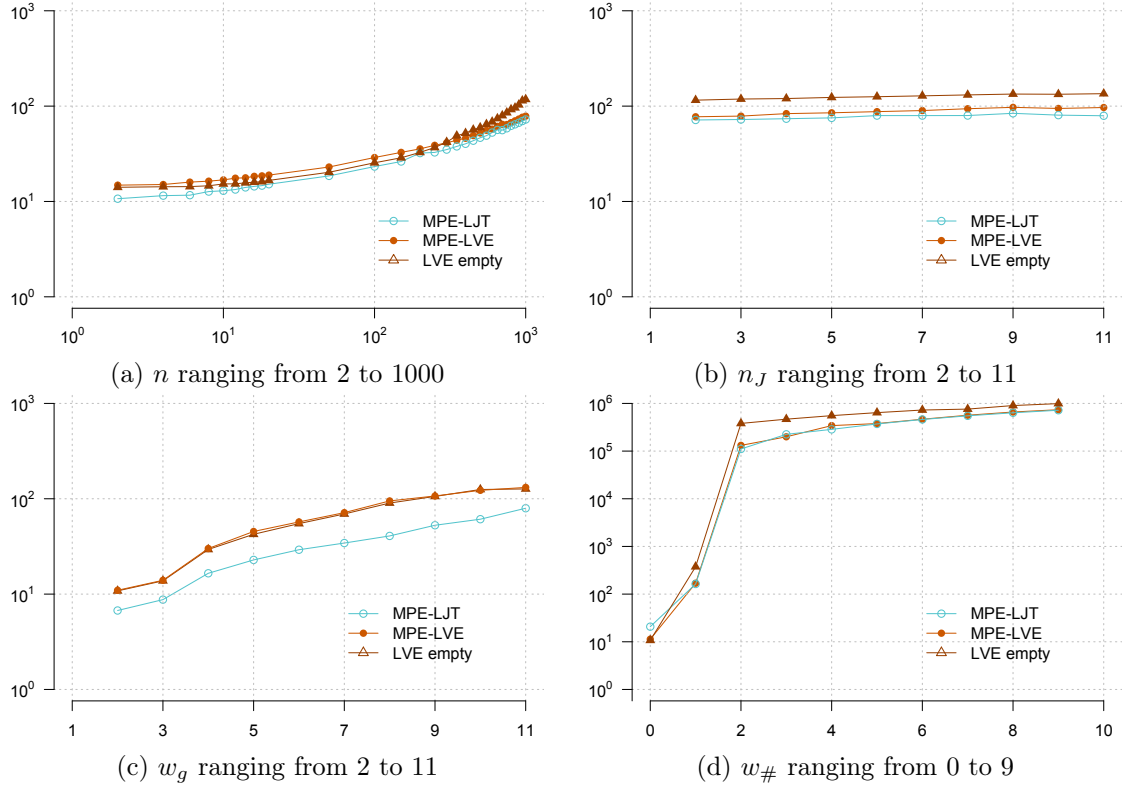 10^3
10^2
10^1
10^0
MPE-LJT
MPE-LVE
LVE empty
10^0 10^1 10^2 10^3
(a) n ranging from 2 to 1000
10^3
10^2
10^1
10^0
MPE-LJT
MPE-LVE
LVE empty
1 3 5 7 9 11
(b) n_J ranging from 2 to 11
10^3
10^2
10^1
10^0
MPE-LJT
MPE-LVE
LVE empty
1 3 5 7 9 11
(c) w_g ranging from 2 to 11
10^6
10^5
10^4
10^3
10^2
10^1
10^0
MPE-LJT
MPE-LVE
LVE empty
0 2 4 6 8 10
(d) w_# ranging from 0 to 9